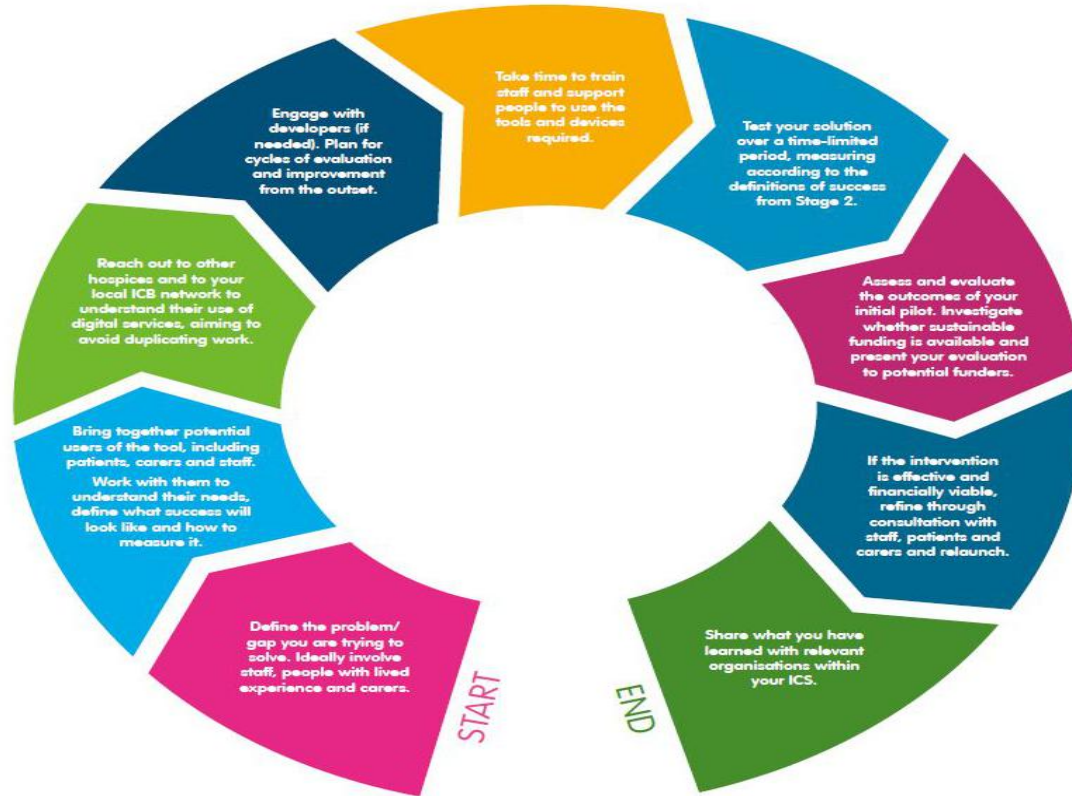 START
Define the problem/
gap you are trying to
solve. Ideally involve
staff, people with lived
experience and carers.
Bring together potential
users of the tool, including
patients, carers and staff.
Work with them to
understand their needs,
define what success will
look like and how to
measure it.
Reach out to other
hospices and to your
local ICB network to
understand their use of
digital services, aiming to
avoid duplicating work.
Engage with
developers (if
needed). Plan for
cycles of evaluation
and improvement
from the outset.
Take time to train
staff and support
people to use the
tools and devices
required.
Test your solution
over a time-limited
period, measuring
according to the
definitions of success
from Stage 2.
Assess and evaluate
the outcomes of your
initial pilot. Investigate
whether sustainable
funding is available and
present your evaluation
to potential funders.
If the intervention
is effective and
financially viable,
refine through
consultation with
staff, patients and
carers and relaunch.
Share what you have
learned with relevant
organisations within
your ICS.
END